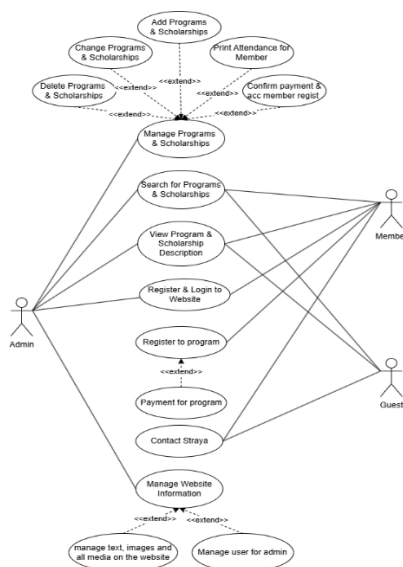 Add Programs
& Scholarships
Change Programs
& Scholarships
Print Attendance for
Member
Delete Programs
& Scholarships
Confirm payment &
acc member regist
<<extend>>
<<extend>>
<<extend>>
<<extend>>
<<extend>>
Manage Programs
& Scholarships
Search for Programs
& Scholarships
View Program &
Scholarship
Description
Register & Login to
Website
Register to program
<<extend>>
Payment for program
Contact Straya
Admin
Member
Guest
Manage Website
Information
<<extend>>
<<extend>>
manage text, images and
all media on the website
Manage user for admin